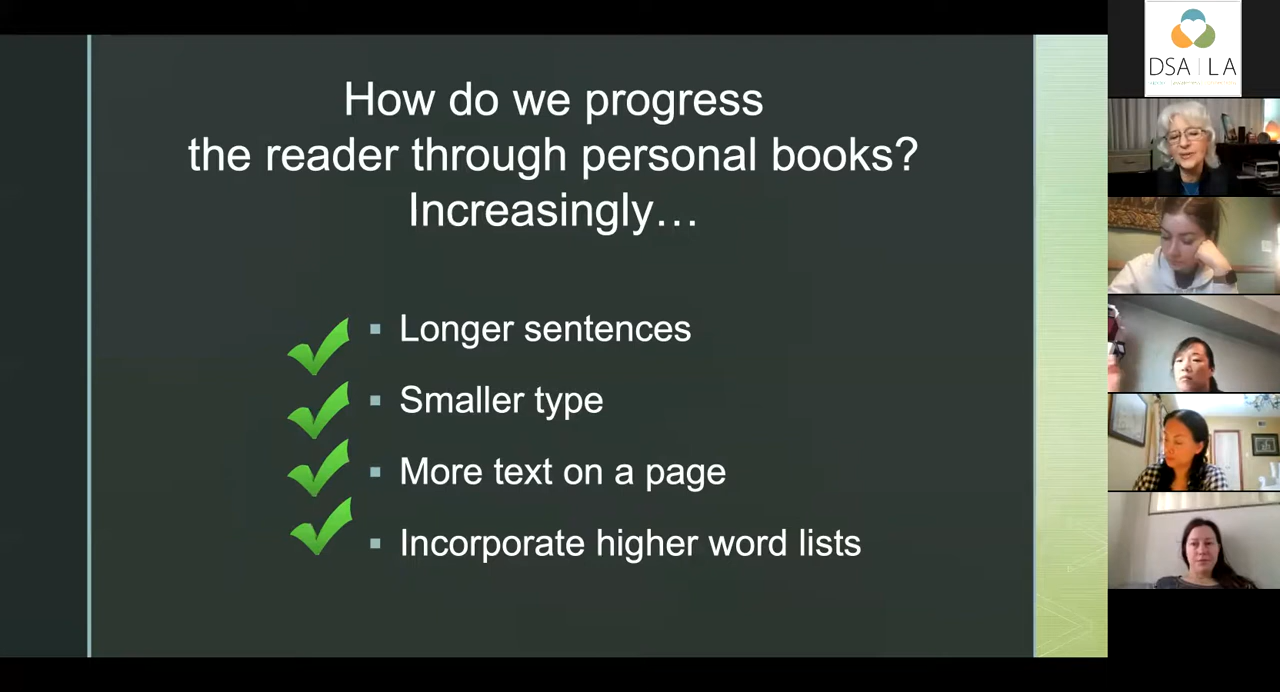 How do we progress
the reader through personal books?
Increasingly…
▪ Longer sentences
▪ Smaller type
▪ More text on a page
▪ Incorporate higher word lists
DSA | LA